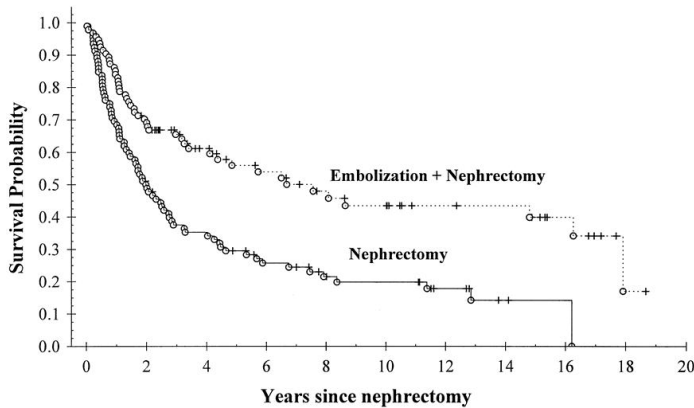 Survival Probability
1.0
0.9
0.8
0.7
0.6
0.5
0.4
0.3
0.2
0.1
0.0
Embolization + Nephrectomy
Nephrectomy
0 2 4 6 8 10 12 14 16 18 20
Years since nephrectomy